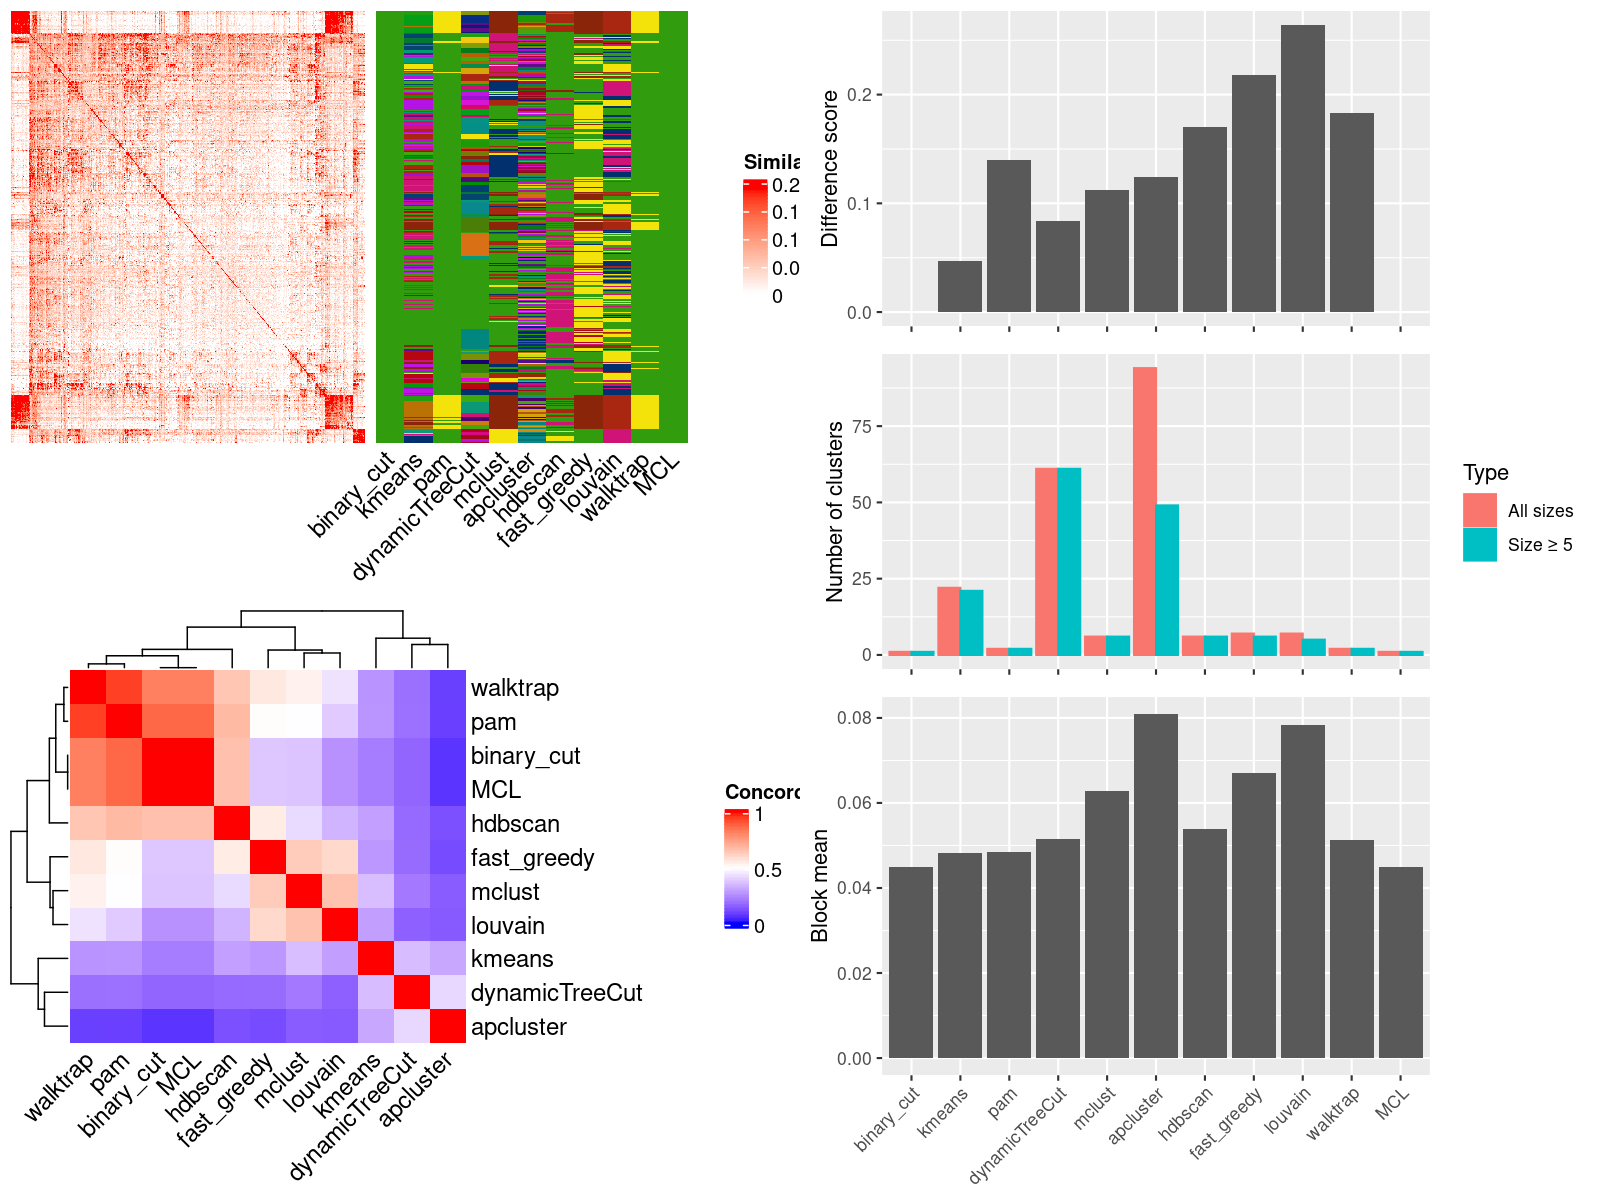 Simila
0.2
0.1
0.1
0.0
0
binary_cut
kmeans
pam
dynamicTreeCut
mclust
apcluster
hdbscan
fast_greedy
louvain
walktrap
MCL
walktrap
pam
binary_cut
MCL
hdbscan
fast_greedy
mclust
louvain
kmeans
dynamicTreeCut
apcluster
walktrap
pam
binary_cut
MCL
hdbscan
fast_greedy
mclust
louvain
kmeans
dynamicTreeCut
apcluster
Concord
1
0.5
0
Difference score
0.2
0.1
0.0
Number of clusters
75
50
25
0
Type
All sizes
Size ≥ 5
Block mean
0.08
0.06
0.04
0.02
0.00
binary_cut
kmeans
pam
dynamicTreeCut
mclust
apcluster
hdbscan
fast_greedy
louvain
walktrap
MCL